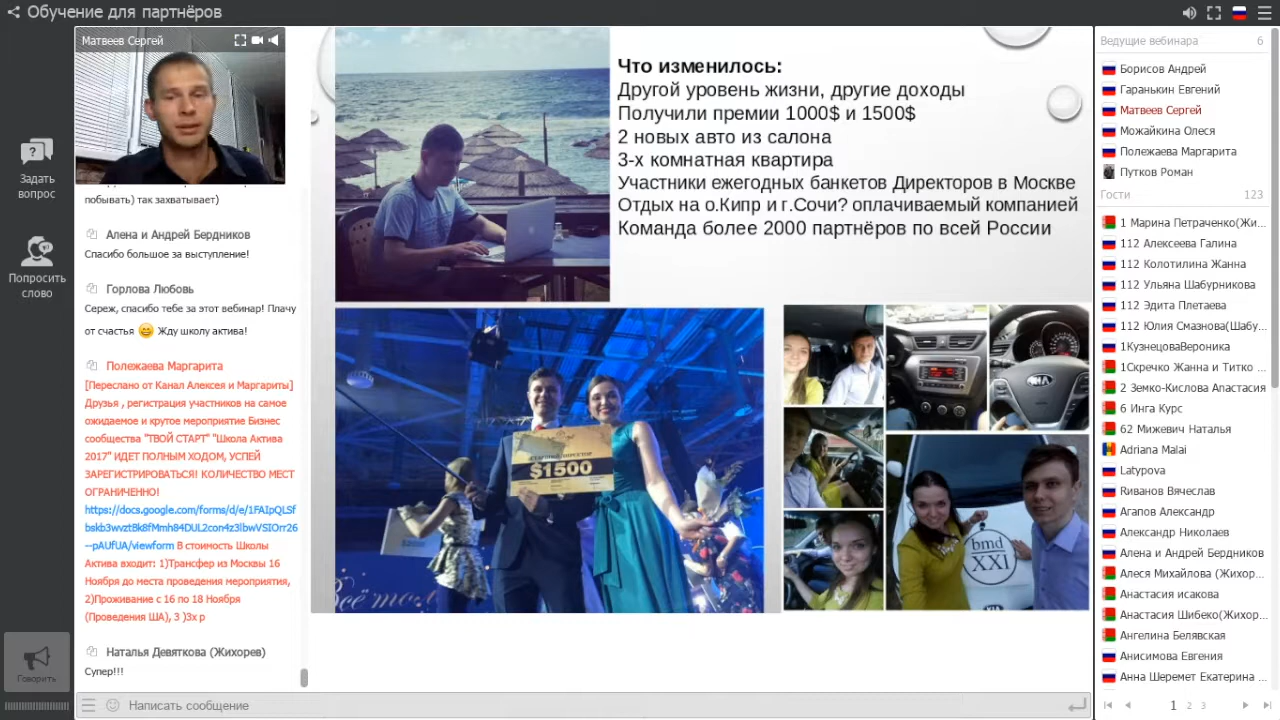 Обучение для партнёров
Матвеев Сергей
Задать
вопрос
Попросить
слово
Говорить
побывать) так захватывает)
Алена и Андрей Бердников
Спасибо большое за выступление!
Горлова Любовь
Сереж, спасибо тебе за этот вебинар! Плачу
от счастья 😄 Жду школу актива!
Полежаева Маргарита
[Переслано от Канал Алексея и Маргариты]
Друзья , регистрация участников на самое
ожидаемое и крутое мероприятие Бизнес
сообщества "ТВОЙ СТАРТ" "Школа Актива
2017" ИДЕТ ПОЛНЫМ ХОДОМ, УСПЕЙ
ЗАРЕГИСТРИРОВАТЬСЯ! КОЛИЧЕСТВО МЕСТ
ОГРАНИЧЕННО!
https://docs.google.com/forms/d/e/1FAIpQLSf
bskb3wvztBk8fMmh84DUL2con4z3lbwVSIOrr26
--pAUfUA/viewform В стоимость Школы
Актива входит: 1)Трансфер из Москвы 16
Ноября до места проведения мероприятия,
2)Проживание с 16 по 18 Ноября
(Проведения ША), 3 )3х р
Наталья Девяткова (Жихорев)
Супер!!!
Написать сообщение
Что изменилось:
Другой уровень жизни, другие доходы
Получили премии 1000$ и 1500$
2 новых авто из салона
3-х комнатная квартира
Участники ежегодных банкетов Директоров в Москве
Отдых на о.Кипр и г.Сочи? оплачиваемый компанией
Команда более 2000 партнёров по всей России
$1500
Всё тол
KIA
bmd
XXI
KIA
Ведущие вебинара 6
Борисов Андрей
Гаранькин Евгений
Матвеев Сергей
Можайкина Олеся
Полежаева Маргарита
Путков Роман
Гости 123
1 Марина Петраченко(Жи...
112 Алексеева Галина
112 Колотилина Жанна
112 Ульяна Шабурникова
112 Эдита Плетаева
112 Юлия Смазнова(Шабу...
1КузнецоваВероника
1Скречко Жанна и Титко ...
2 Земко-Кислова Апастасия
6 Инга Курс
62 Мижевич Наталья
Adriana Malai
Latypova
Rиванов Вячеслав
Агапов Александр
Александр Николаев
Алена и Андрей Бердников
Алеся Михайлова (Жихор...
Анастасия исакова
Анастасия Шибеко(Жихор...
Ангелина Белявская
Анисимова Евгения
Анна Шеремет Екатерина ...
1 2 3